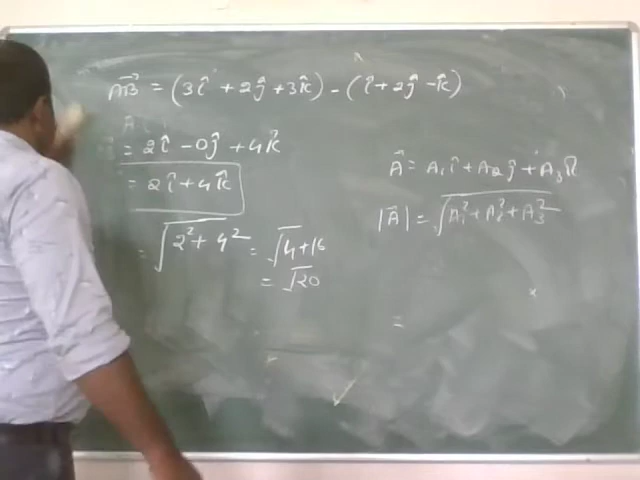 AB⃗ = (3î + 2ĵ + 3k̂) - (î + 2ĵ - k̂)
= 2î - 0ĵ + 4k̂
= 2î + 4k̂
= √2² + 4² = √4 + 16
= √20
A⃗ = A₁î + A₂ĵ + A₃k̂
|A⃗| = √A₁² + A₂² + A₃²
=